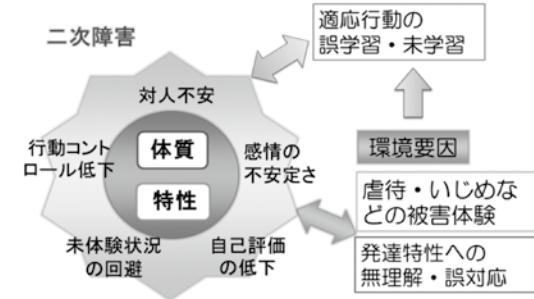 二次障害
適応行動の
誤学習・未学習
対人不安
行動コント
ロール低下
体質
特性
感情の
不安定さ
未体験状況
の回避
自己評価
の低下
環境要因
虐待・いじめな
どの被害体験
発達特性への
無理解・誤対応